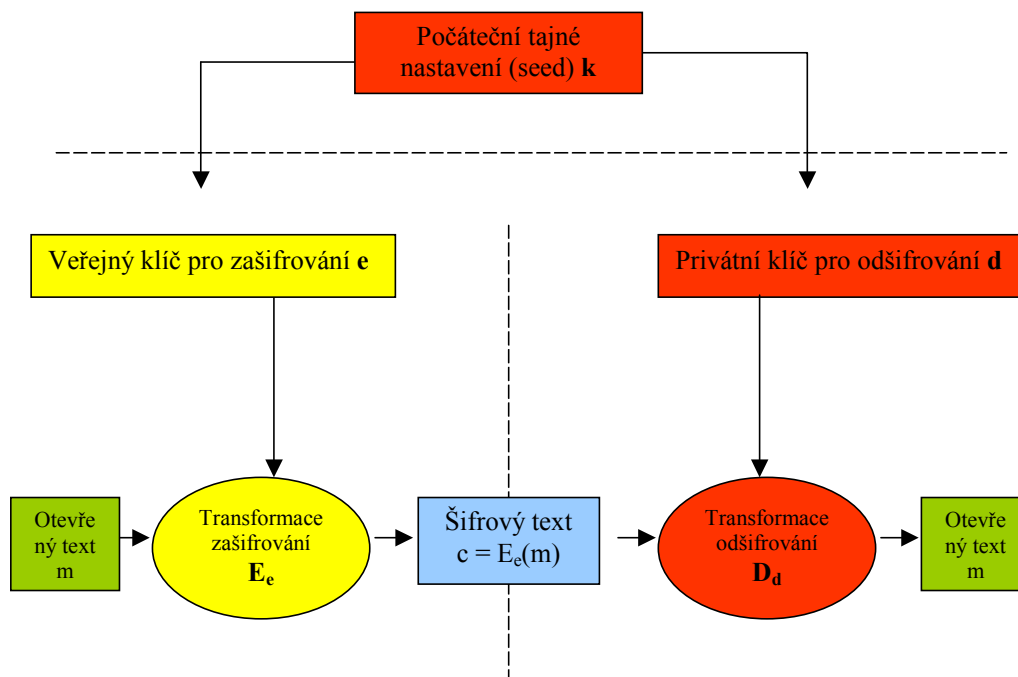 Počáteční tajné
nastavení (seed) k
Veřejný klíč pro zašifrování e
Privátní klíč pro odšifrování d
Otevře
ný text
m
Transformace
zašifrování
Ee
Šifrový text
c = Ee(m)
Transformace
odšifrování
Dd
Otevře
ný text
m